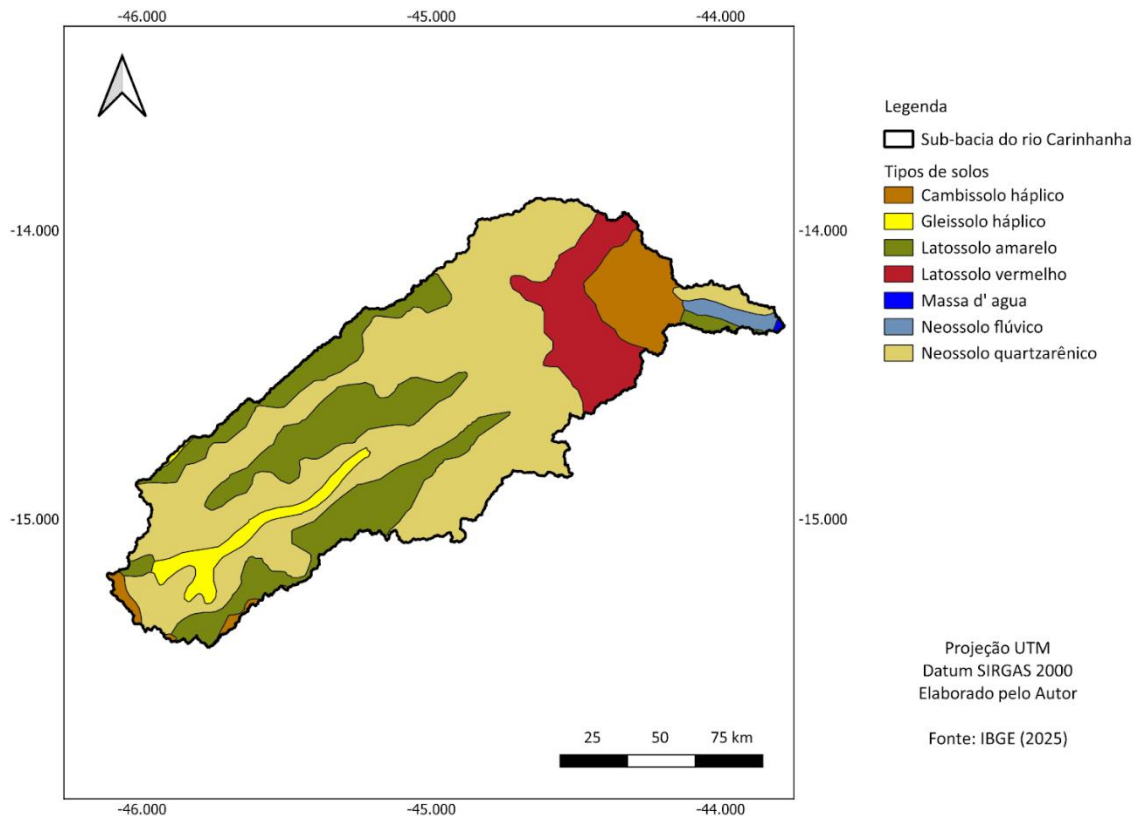 -46.000
-45.000
-44.000
-14.000
-14.000
-15.000
-15.000
-46.000
-45.000
-44.000
25 50 75 km
Legenda
Sub-bacia do rio Carinhanha
Tipos de solos
Cambissolo háplico
Gleissolo háplico
Latossolo amarelo
Latossolo vermelho
Massa d' agua
Neossolo flúvico
Neossolo quartzarênico
Projeção UTM
Datum SIRGAS 2000
Elaborado pelo Autor
Fonte: IBGE (2025)